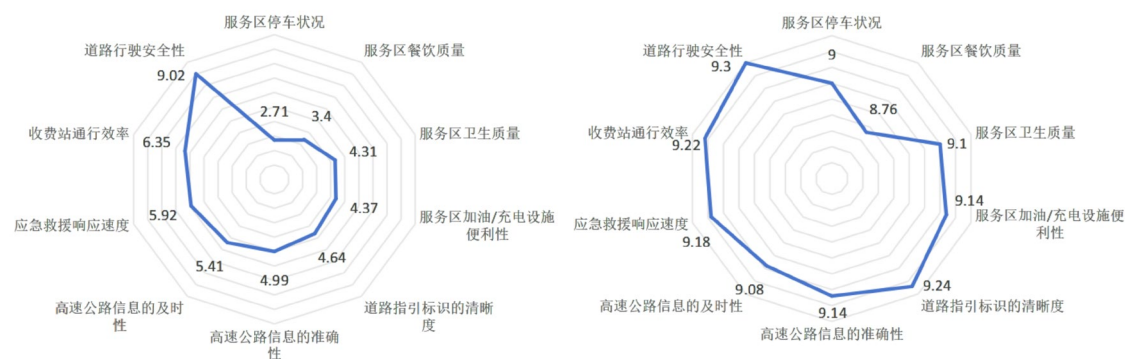 服务区停车状况
道路行驶安全性
服务区餐饮质量
9.02
2.71
3.4
收费站通行效率
6.35
服务区卫生质量
4.31
4.37
应急救援响应速度
5.92
服务区加油/充电设施
便利性
5.41
4.64
4.99
高速公路信息的及时
性
道路指引标识的清晰
度
高速公路信息的准确
性
服务区停车状况
道路行驶安全性
服务区餐饮质量
9.3
9
8.76
收费站通行效率
9.22
服务区卫生质量
9.1
9.14
应急救援响应速度
9.18
服务区加油/充电设施便
利性
9.08
9.24
9.14
高速公路信息的及时性
道路指引标识的清晰度
高速公路信息的准确性